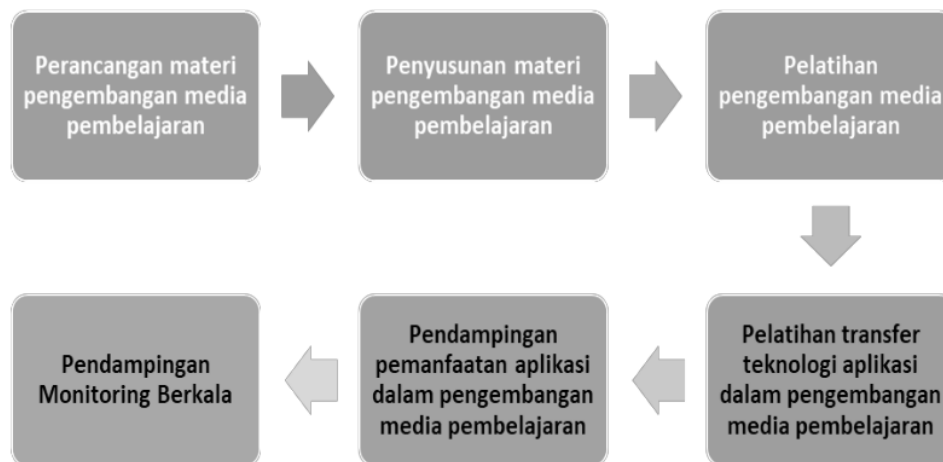 Perancangan materi
pengembangan media
pembelajaran
Penyusunan materi
pengembangan media
pembelajaran
Pelatihan
pengembangan media
pembelajaran
Pelatihan transfer
teknologi aplikasi
dalam pengembangan
media pembelajaran
Pendampingan
pemanfaatan aplikasi
dalam pengembangan
media pembelajaran
Pendampingan
Monitoring Berkala